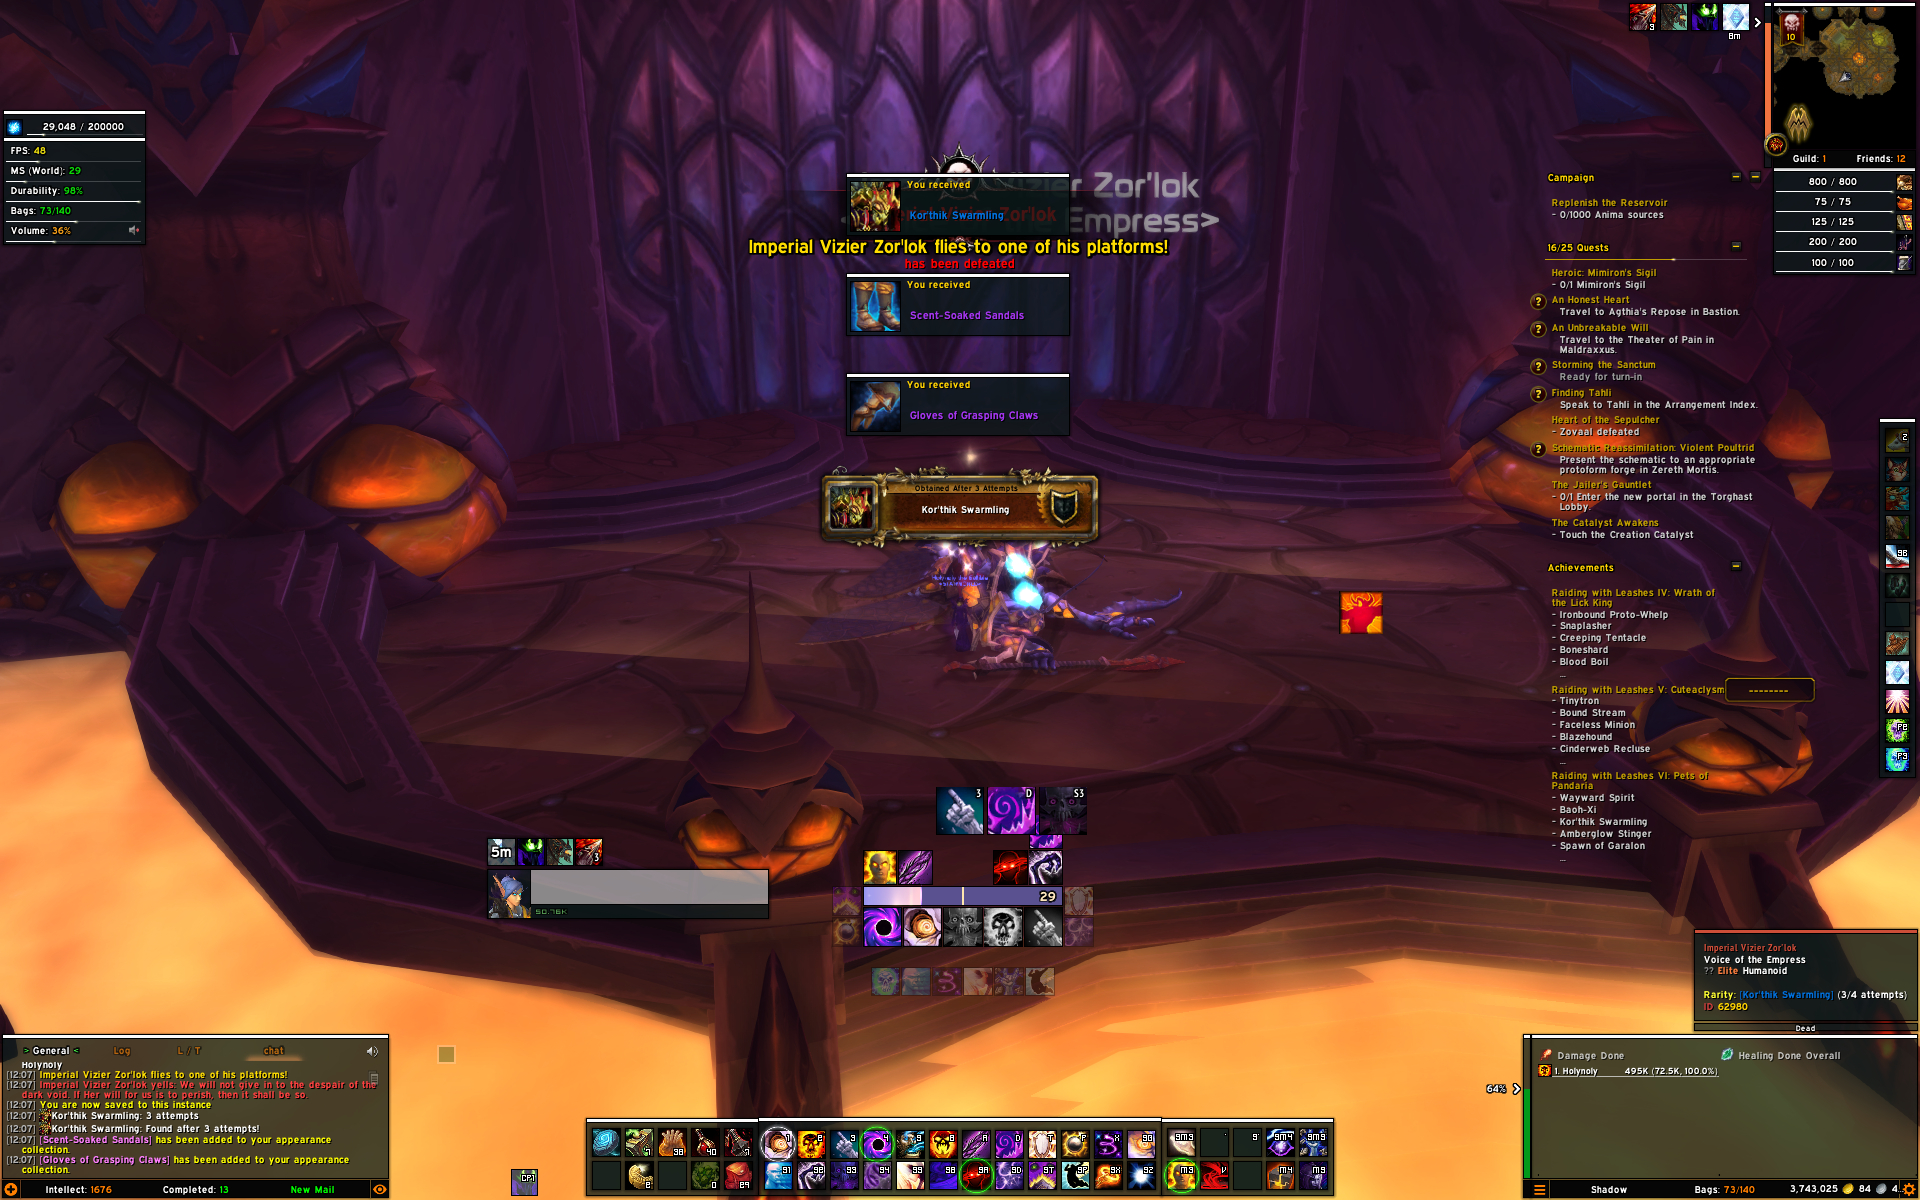 29,048 / 200000
FPS: 48
MS (World): 29
Durability: 98%
Bags: 73/140
Volume: 36%
9
8m
10
Guild: 1
Friends: 12
800 / 800
75 / 75
125 / 125
200 / 200
100 / 100
Zor'lok
Empress>
You received
Kor'thik Swarmling
Imperial Vizier Zor'lok flies to one of his platforms!
has been defeated
You received
Scent-Soaked Sandals
You received
Gloves of Grasping Claws
Obtained After 3 Attempts
Kor'thik Swarmling
Campaign
Replenish the Reservoir
- 0/1000 Anima sources
16/25 Quests
Heroic: Mimiron's Sigil
- 0/1 Mimiron's Sigil
An Honest Heart
Travel to Agthia's Repose in Bastion.
An Unbreakable Will
Travel to the Theater of Pain in
Maldraxxus.
Storming the Sanctum
Ready for turn-in
Finding Tahli
Speak to Tahli in the Arrangement Index.
Heart of the Sepulcher
- Zovaal defeated
Schematic Reassimilation: Violent Poultrid
Present the schematic to an appropriate
protoform forge in Zereth Mortis.
The Jailer's Gauntlet
- 0/1 Enter the new portal in the Torghast
Lobby.
The Catalyst Awakens
- Touch the Creation Catalyst
Achievements
Raiding with Leashes IV: Wrath of
the Lick King
- Ironbound Proto-Whelp
- Snaplasher
- Creeping Tentacle
- Boneshard
- Blood Boil
...
Raiding with Leashes V: Cuteaclysm
--------
- Tinytron
- Bound Stream
- Faceless Minion
- Blazehound
- Cinderweb Recluse
...
Raiding with Leashes VI: Pets of
Pandaria
- Wayward Spirit
- Baoh-Xi
- Kor'thik Swarmling
- Amberglow Stinger
- Spawn of Garalon
...
3
D
S3
5m
3
50.76K
29
Imperial Vizier Zor'lok
Voice of the Empress
?? Elite Humanoid
Rarity: [Kor'thik Swarmling] (3/4 attempts)
ID 62980
Dead
> General <
Log
L / T
chat
Holynoly
[12:07] Imperial Vizier Zor'lok flies to one of his platforms!
[12:07] Imperial Vizier Zor'lok yells: We will not give in to the despair of the
dark void. If Her will for us is to perish, then it shall be so.
[12:07] You are now saved to this instance
[12:07] Kor'thik Swarmling: 3 attempts
[12:07] Kor'thik Swarmling: Found after 3 attempts!
[12:07] [Scent-Soaked Sandals] has been added to your appearance
collection.
[12:07] [Gloves of Grasping Claws] has been added to your appearance
collection.
Intellect: 1676
Completed: 13
New Mail
CP1
64%
Damage Done
Healing Done Overall
1. Holynoly
495K (72.5K, 100.0%)
Shadow
Bags: 73/140
3,743,025
84
4...